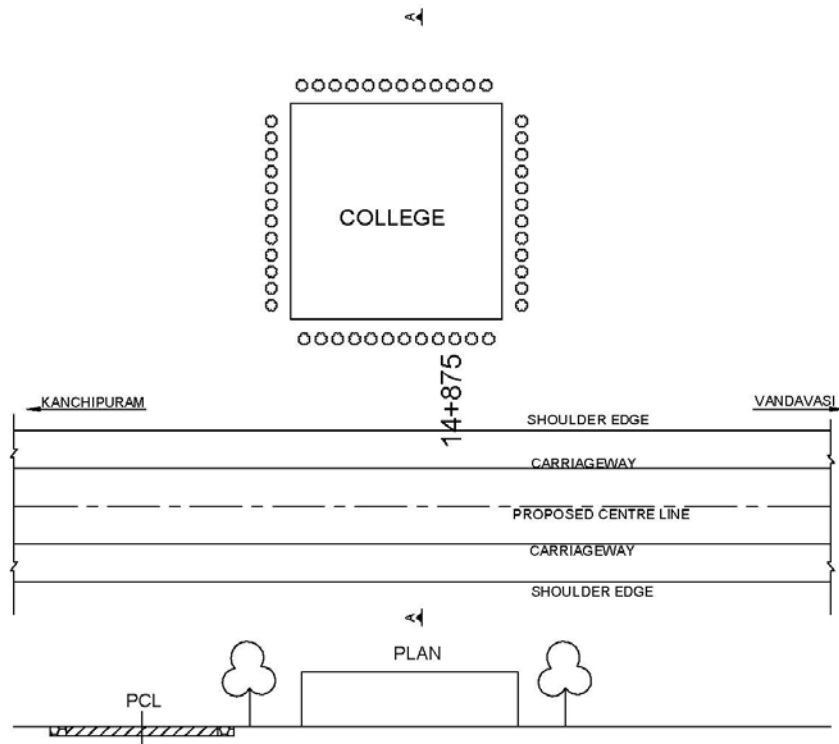 A
COLLEGE
14+875
KANCHIPURAM
VANDAVASI
SHOULDER EDGE
CARRIAGEWAY
PROPOSED CENTRE LINE
CARRIAGEWAY
SHOULDER EDGE
A
PLAN
PCL